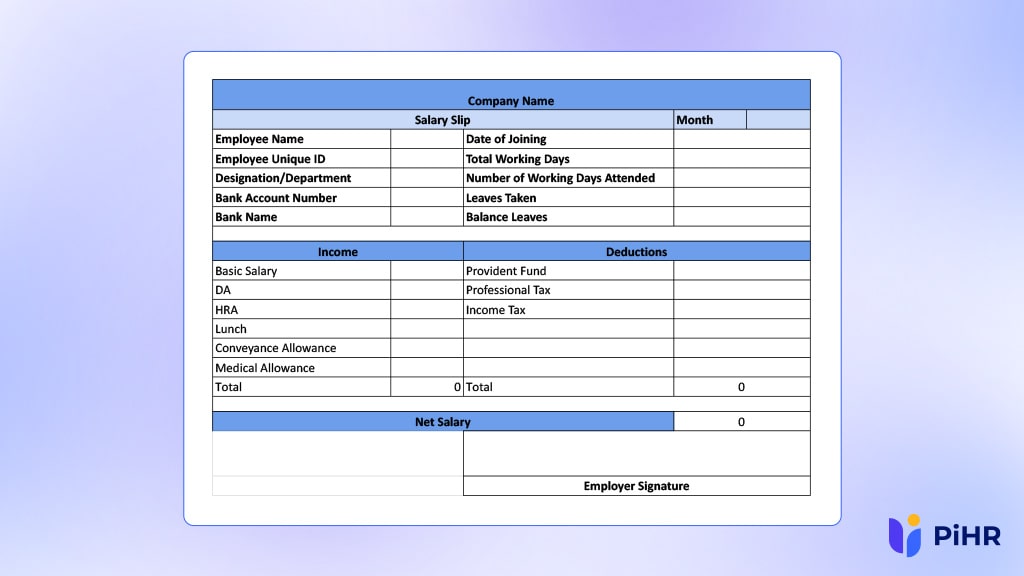 Company Name
Salary Slip Month
Employee Name Date of Joining
Employee Unique ID Total Working Days
Designation/Department Number of Working Days Attended
Bank Account Number Leaves Taken
Bank Name Balance Leaves
Income Deductions
Basic Salary Provident Fund
DA Professional Tax
HRA Income Tax
Lunch
Conveyance Allowance
Medical Allowance
Total 0 Total 0
Net Salary 0
Employer Signature
PiHR